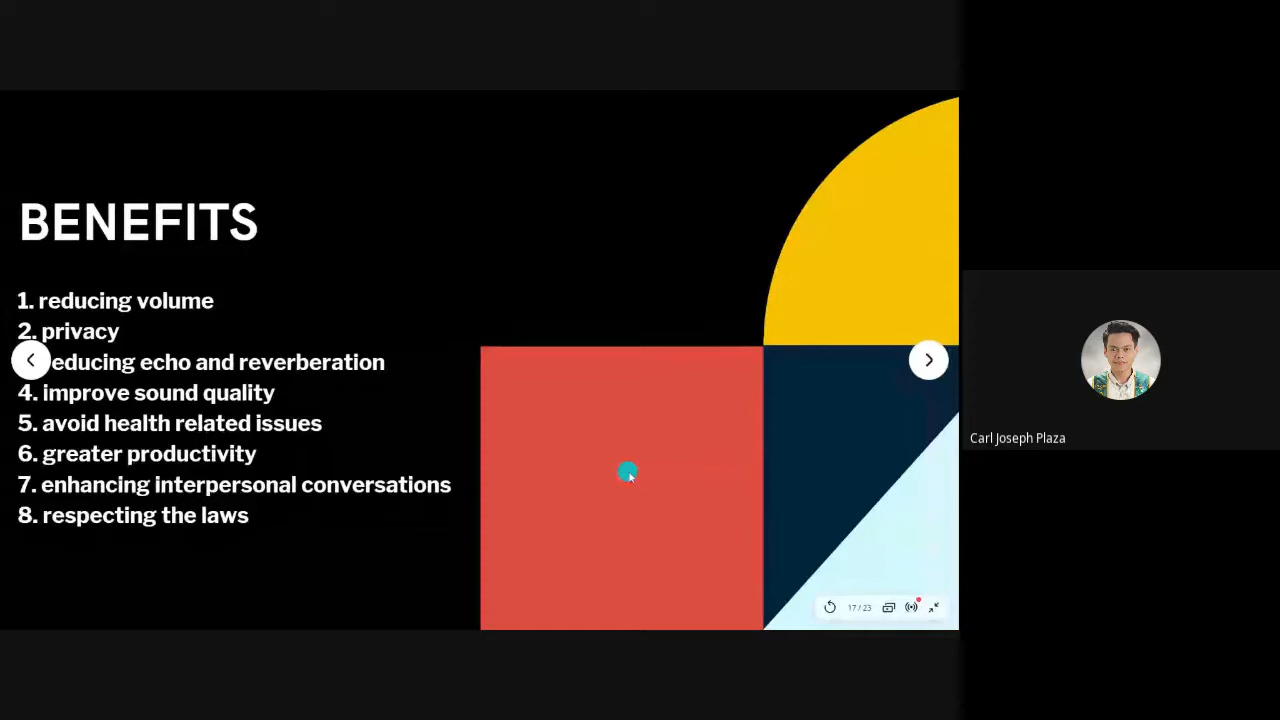 BENEFITS
1. reducing volume
2. privacy
educing echo and reverberation
4. improve sound quality
5. avoid health related issues
6. greater productivity
7. enhancing interpersonal conversations
8. respecting the laws
17 / 23
Carl Joseph Plaza